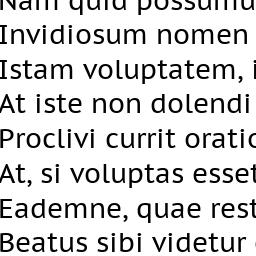 Nam quid possumu
Invidiosum nomen
Istam voluptatem, i
At iste non dolendi
Proclivi currit oratio
At, si voluptas esset
Eademne, quae rest
Beatus sibi videtur